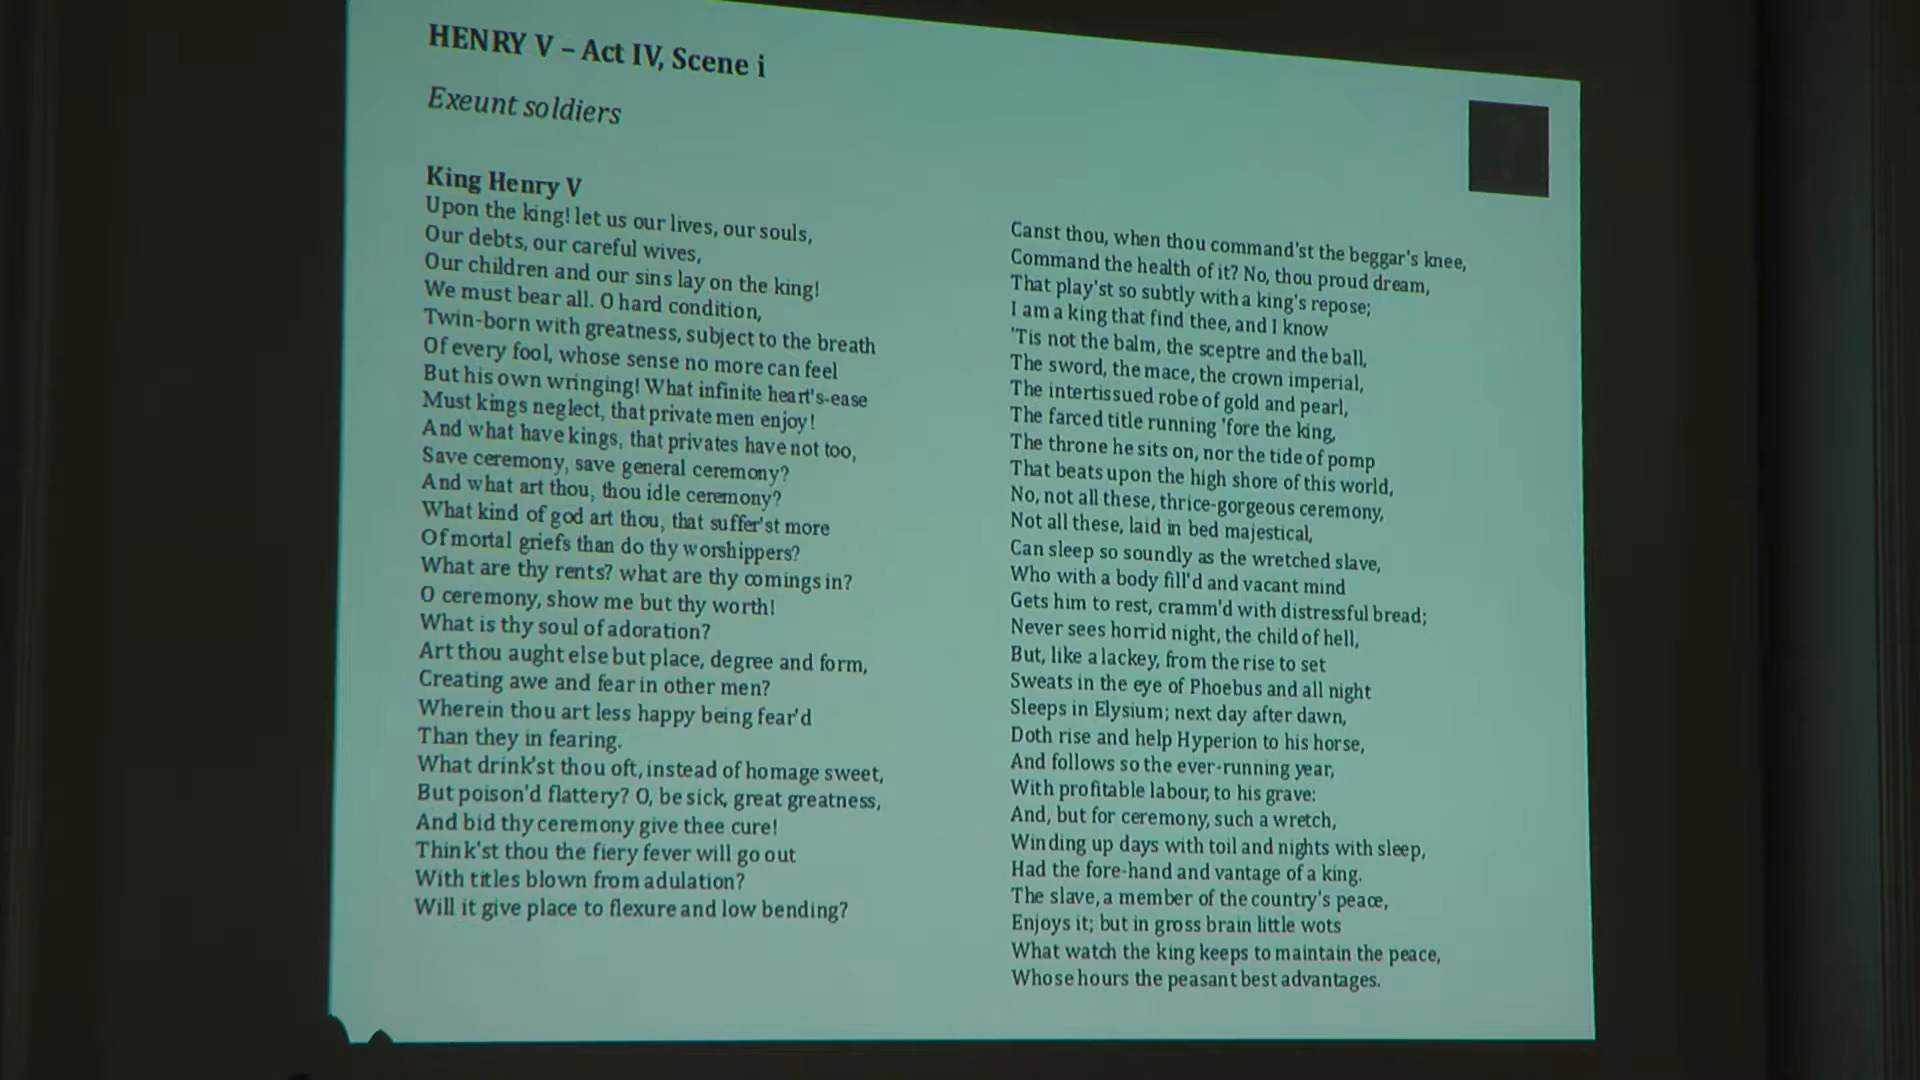 HENRY V – Act IV, Scene i
Exeunt soldiers
King Henry V
Upon the king! let us our lives, our souls,
Our debts, our careful wives,
Our children and our sins lay on the king!
We must bear all. O hard condition,
Twin-born with greatness, subject to the breath
Of every fool, whose sense no more can feel
But his own wringing! What infinite heart's-ease
Must kings neglect, that private men enjoy!
And what have kings, that privates have not too,
Save ceremony, save general ceremony?
And what art thou, thou idle ceremony?
What kind of god art thou, that suffer'st more
Of mortal griefs than do thy worshippers?
What are thy rents? what are thy comings in?
O ceremony, show me but thy worth!
What is thy soul of adoration?
Art thou aught else but place, degree and form,
Creating awe and fear in other men?
Wherein thou art less happy being fear'd
Than they in fearing.
What drink'st thou oft, instead of homage sweet,
But poison'd flattery? O, be sick, great greatness,
And bid thy ceremony give thee cure!
Think'st thou the fiery fever will go out
With titles blown from adulation?
Will it give place to flexure and low bending?
Canst thou, when thou command'st the beggar's knee,
Command the health of it? No, thou proud dream,
That play'st so subtly with a king's repose;
I am a king that find thee, and I know
'Tis not the balm, the sceptre and the ball,
The sword, the mace, the crown imperial,
The intertissued robe of gold and pearl,
The farced title running 'fore the king,
The throne he sits on, nor the tide of pomp
That beats upon the high shore of this world,
No, not all these, thrice-gorgeous ceremony,
Not all these, laid in bed majestical,
Can sleep so soundly as the wretched slave,
Who with a body fill'd and vacant mind
Gets him to rest, cramm'd with distressful bread;
Never sees horrid night, the child of hell,
But, like a lackey, from the rise to set
Sweats in the eye of Phoebus and all night
Sleeps in Elysium; next day after dawn,
Doth rise and help Hyperion to his horse,
And follows so the ever-running year,
With profitable labour, to his grave:
And, but for ceremony, such a wretch,
Winding up days with toil and nights with sleep,
Had the fore-hand and vantage of a king.
The slave, a member of the country's peace,
Enjoys it; but in gross brain little wots
What watch the king keeps to maintain the peace,
Whose hours the peasant best advantages.